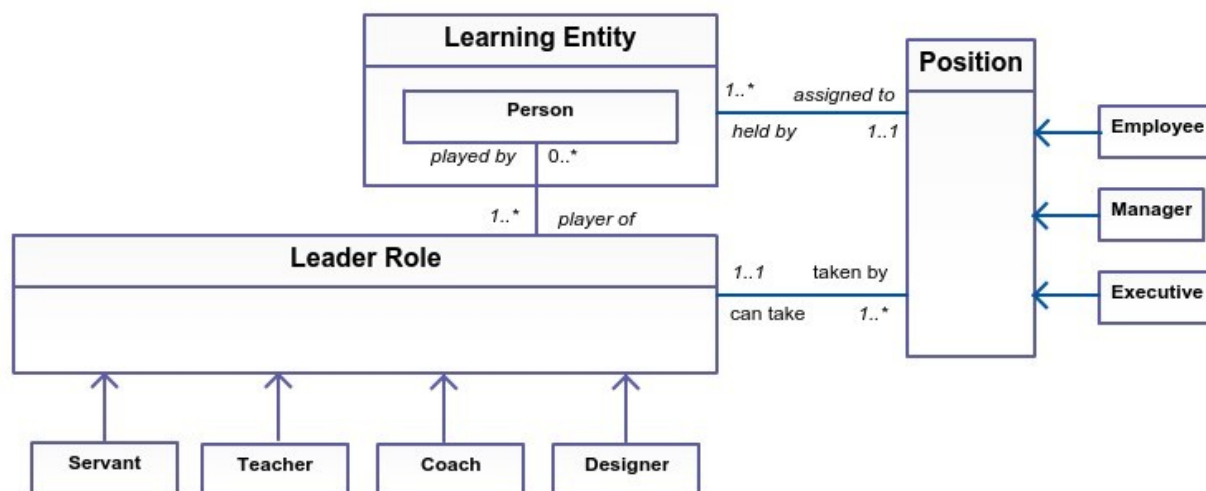 Learning Entity
Position
Person
1..* assigned to
held by 1..1
Employee
played by 0..*
Manager
1..* player of
Leader Role
1..1 taken by
can take 1..*
Executive
Servant
Teacher
Coach
Designer